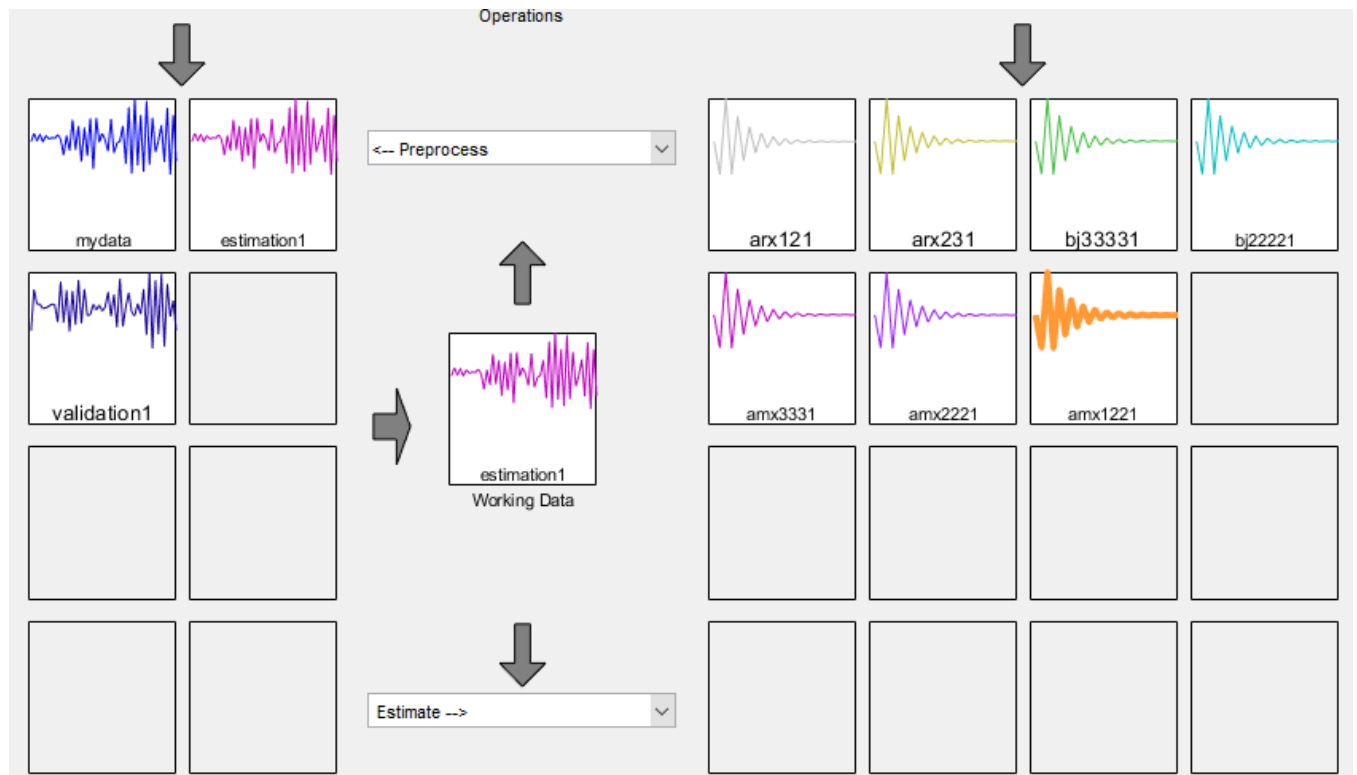 Operations
mydata
estimation1
<-- Preprocess
arx121
arx231
bj33331
bj22221
validation1
estimation1
Working Data
amx3331
amx2221
amx1221
Estimate -->